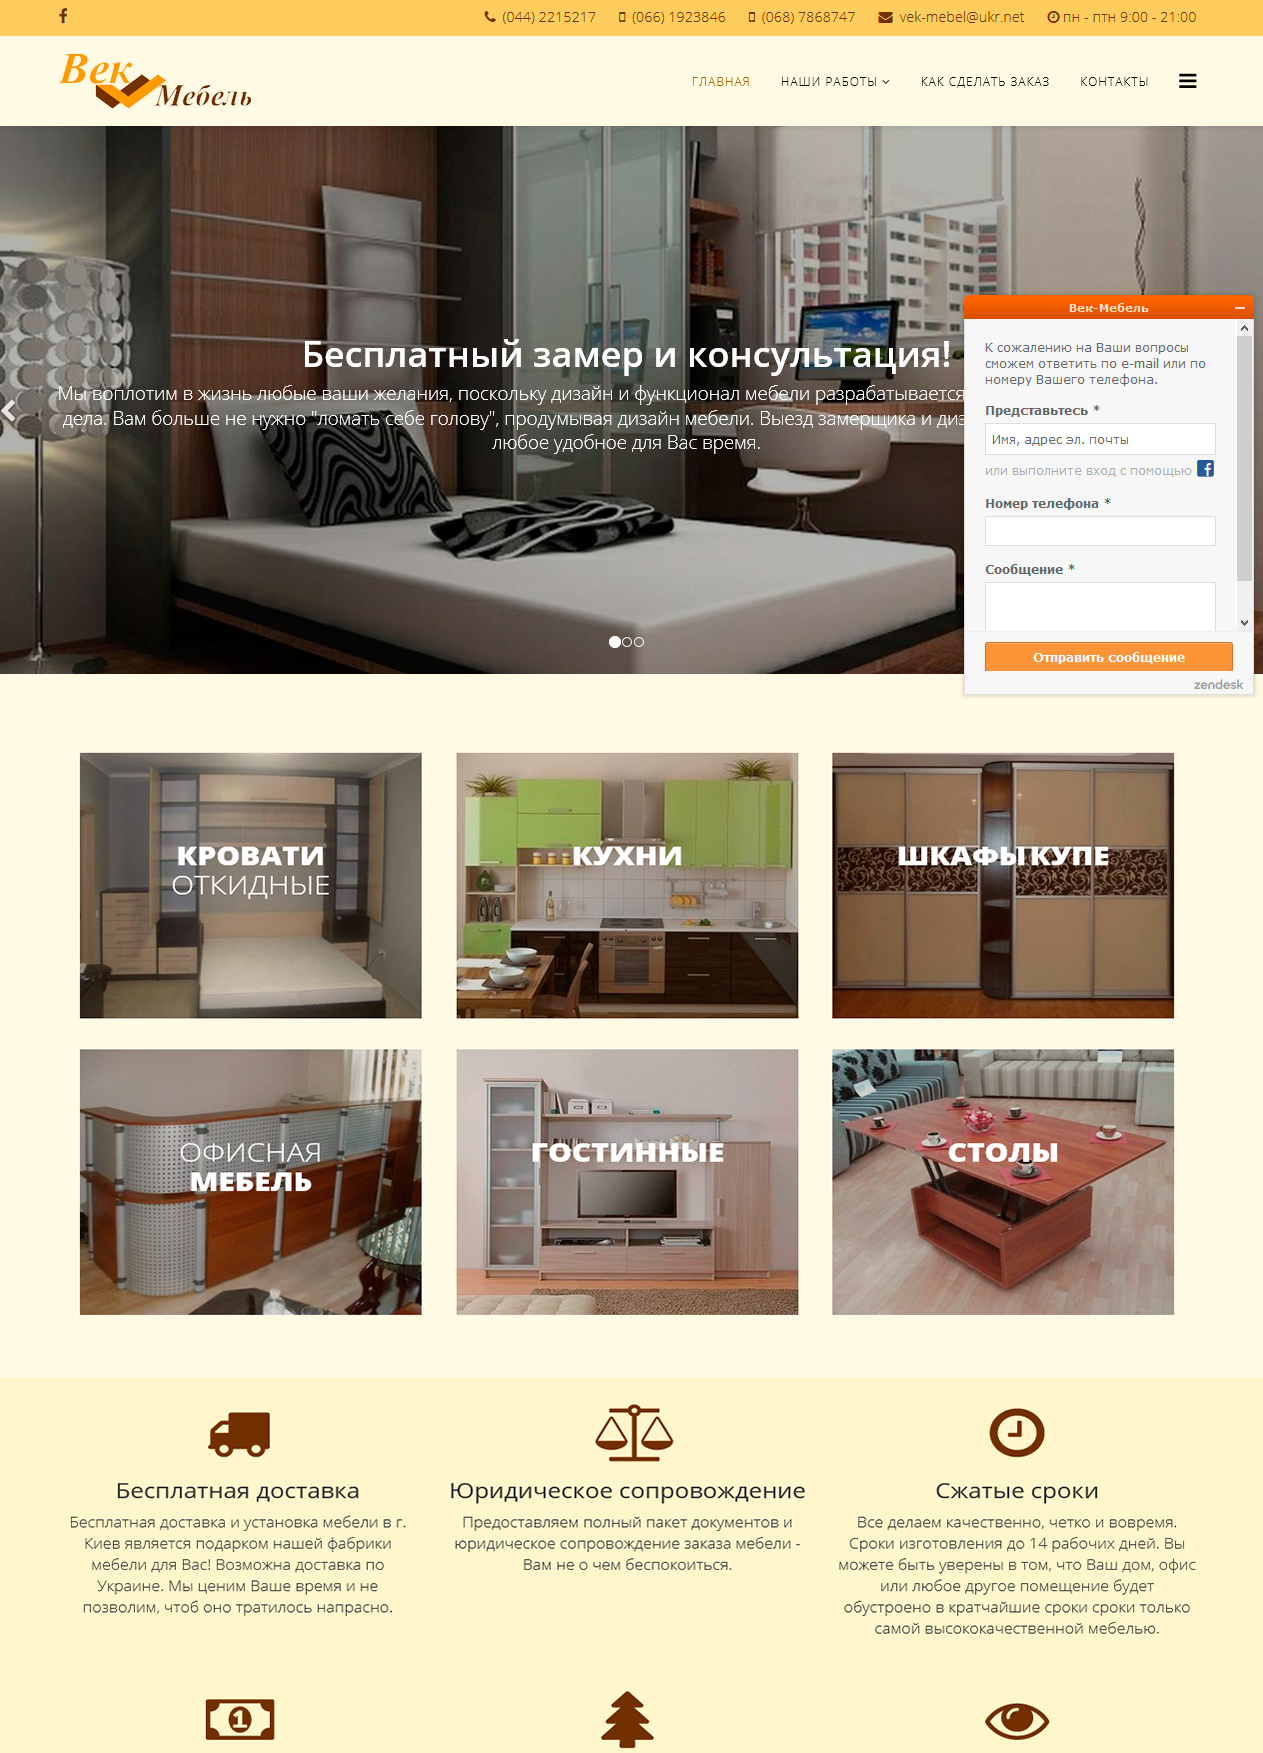 (044) 2215217 (066) 1923846 (068) 7868747 vek-mebel@ukr.net пн - птн 9:00 - 21:00
Век
Мебель
ГЛАВНАЯ НАШИ РАБОТЫ КАК СДЕЛАТЬ ЗАКАЗ КОНТАКТЫ
Бесплатный замер и консультация!
Мы воплотим в жизнь любые ваши желания, поскольку дизайн и функционал мебели разрабатывается
дела. Вам больше не нужно "ломать себе голову", продумывая дизайн мебели. Выезд замерщика и
любое удобное для Вас время.
Век-Мебель
К сожалению на Ваши вопросы
сможем ответить по e-mail или по
номеру Вашего телефона.
Представьтесь *
Имя, адрес эл. почты
или выполните вход с помощью
Номер телефона *
Сообщение *
Отправить сообщение
zendesk
КРОВАТИ
ОТКИДНЫЕ
КУХНИ
ШКАФЫ КУПЕ
ОФИСНАЯ
МЕБЕЛЬ
ГОСТИННЫЕ
СТОЛЫ
Бесплатная доставка
Бесплатная доставка и установка мебели в г.
Киев является подарком нашей фабрики
мебели для Вас! Возможна доставка по
Украине. Мы ценим Ваше время и не
позволим, чтоб оно тратилось напрасно.
Юридическое сопровождение
Предоставляем полный пакет документов и
юридическое сопровождение заказа мебели -
Вам не о чем беспокоиться.
Сжатые сроки
Все делаем качественно, четко и вовремя.
Сроки изготовления до 14 рабочих дней. Вы
можете быть уверены в том, что Ваш дом, офис
или любое другое помещение будет
обустроено в кратчайшие сроки сроки только
самой высококачественной мебелью.
1